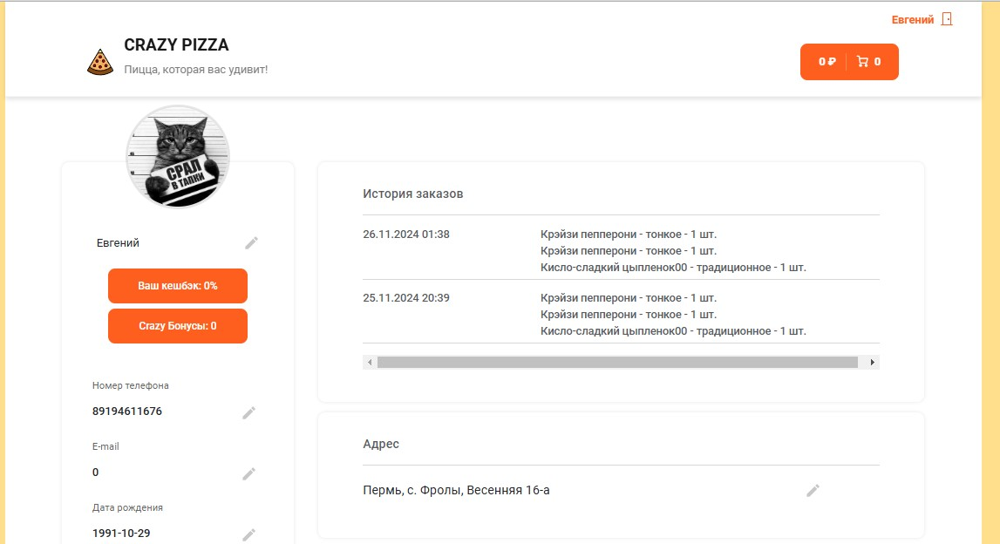 Евгений
CRAZY PIZZA
Пицца, которая вас удивит!
0 ₽ 0
СРАЛ
В ТАПКИ
История заказов
Евгений
26.11.2024 01:38 Крэйзи пепперони - тонкое - 1 шт.
Крэйзи пепперони - тонкое - 1 шт.
Кисло-сладкий цыпленок00 - традиционное - 1 шт.
Ваш кешбэк: 0%
25.11.2024 20:39 Крэйзи пепперони - тонкое - 1 шт.
Крэйзи пепперони - тонкое - 1 шт.
Кисло-сладкий цыпленок00 - традиционное - 1 шт.
Crazy Бонусы: 0
Номер телефона
89194611676
E-mail
0
Дата рождения
1991-10-29
Адрес
Пермь, с. Фролы, Весенняя 16-а